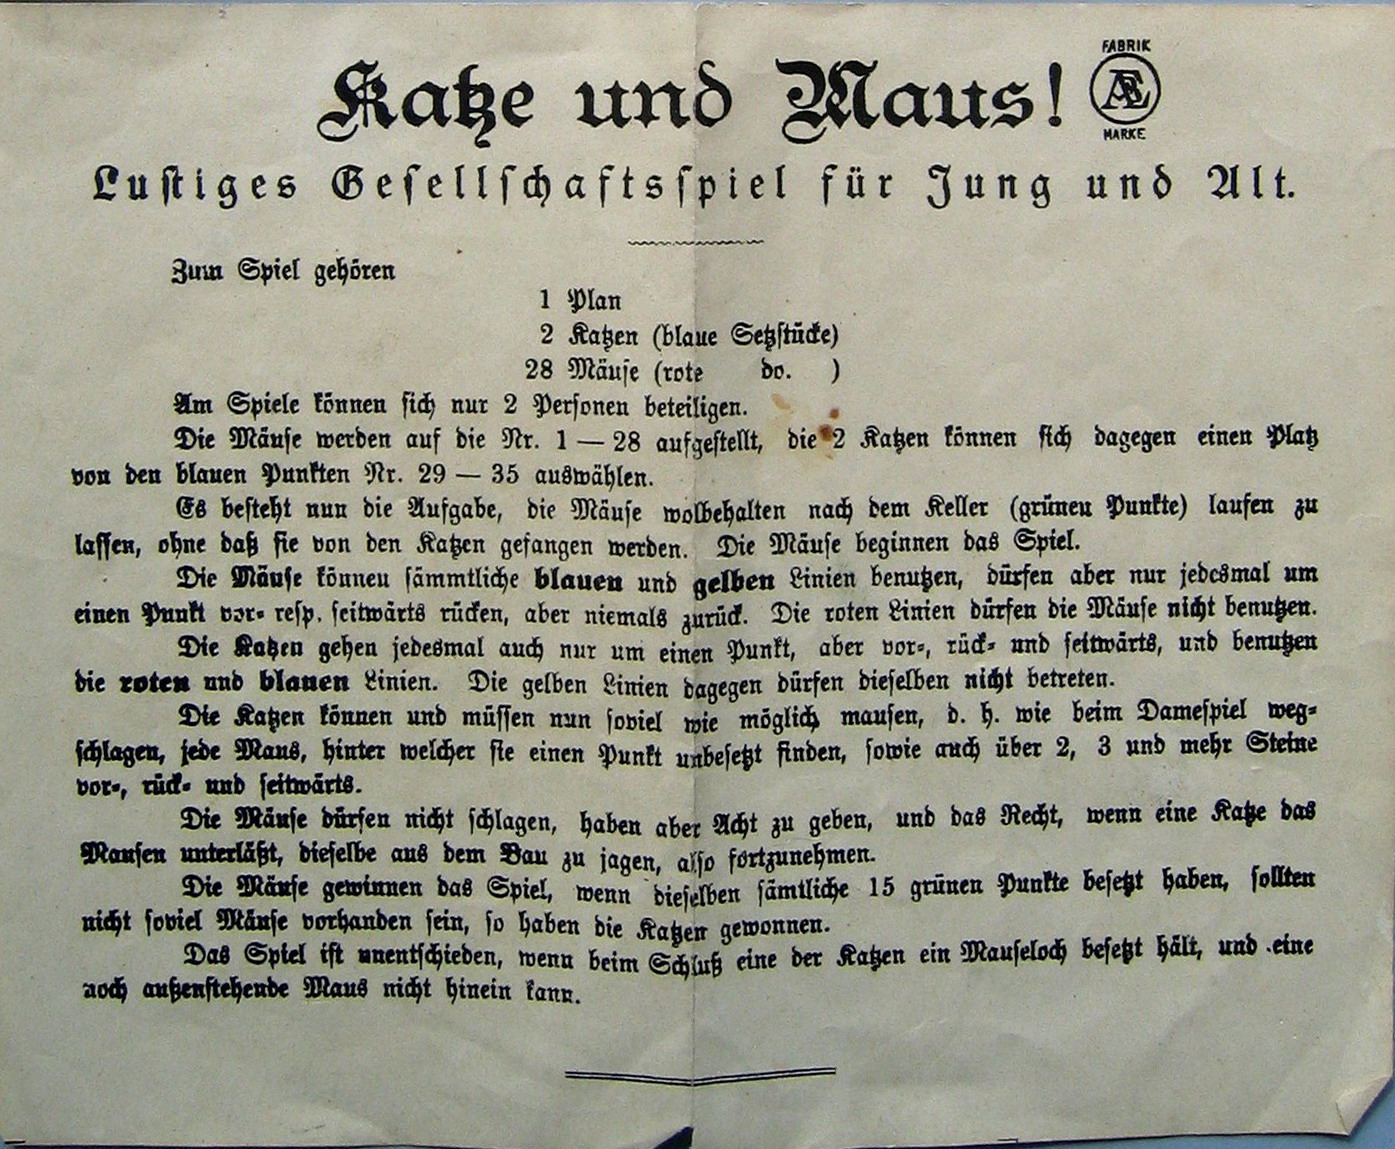 Katze und Maus!
FABRIK
MARKE
Lustiges Gesellschaftsspiel für Jung und Alt.
Zum Spiel gehören
1 Plan
2 Katzen (blaue Setzstücke)
28 Mäuse (rote do. )
Am Spiele können sich nur 2 Personen beteiligen.
Die Mäuse werden auf die Nr. 1 — 28 aufgestellt, die 2 Katzen können sich dagegen einen Platz
von den blauen Punkten Nr. 29 — 35 auswählen.
Es besteht nun die Aufgabe, die Mäuse wolbehalten nach dem Keller (grüneu Punkte) laufen zu
lassen, ohne daß sie von den Katzen gefangen werden. Die Mäuse beginnen das Spiel.
Die Mäuse könneu sämmtliche blauen und gelben Linien benutzen, dürfen aber nur jedesmal um
einen Punkt vor- resp. seitwärts rücken, aber niemals zurück. Die roten Linien dürfen die Mäuse nicht benutzen.
Die Katzen gehen jedesmal auch nur um einen Punkt, aber vor-, rück- und seitwärts, und benutzen
die roten und blauen Linien. Die gelben Linien dagegen dürfen dieselben nicht betreten.
Die Katzen können und müssen nun soviel wie möglich mausen, d. h. wie beim Damespiel weg-
schlagen, jede Maus, hinter welcher sie einen Punkt unbesetzt finden, sowie auch über 2, 3 und mehr Steine
vor-, rück- und seitwärts.
Die Mäuse dürfen nicht schlagen, haben aber Acht zu geben, und das Recht, wenn eine Katze das
Mausen unterläßt, dieselbe aus dem Bau zu jagen, also fortzunehmen.
Die Mäuse gewinnen das Spiel, wenn dieselben sämtliche 15 grünen Punkte besetzt haben, sollten
nicht soviel Mäuse vorhanden sein, so haben die Katzen gewonnen.
Das Spiel ist unentschieden, wenn beim Schluß eine der Katzen ein Mauseloch besetzt hält, und eine
noch außenstehende Maus nicht hinein kann.